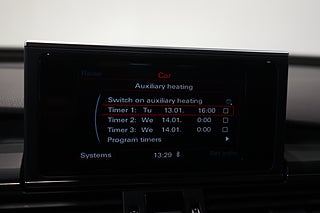 Name Car
Auxiliary heating
Switch on auxiliary heating
Timer 1: Tu 13.01. 16:00
Timer 2: We 14.01. 0:00
Timer 3: We 14.01. 0:00
Program timers
Systems 13:29